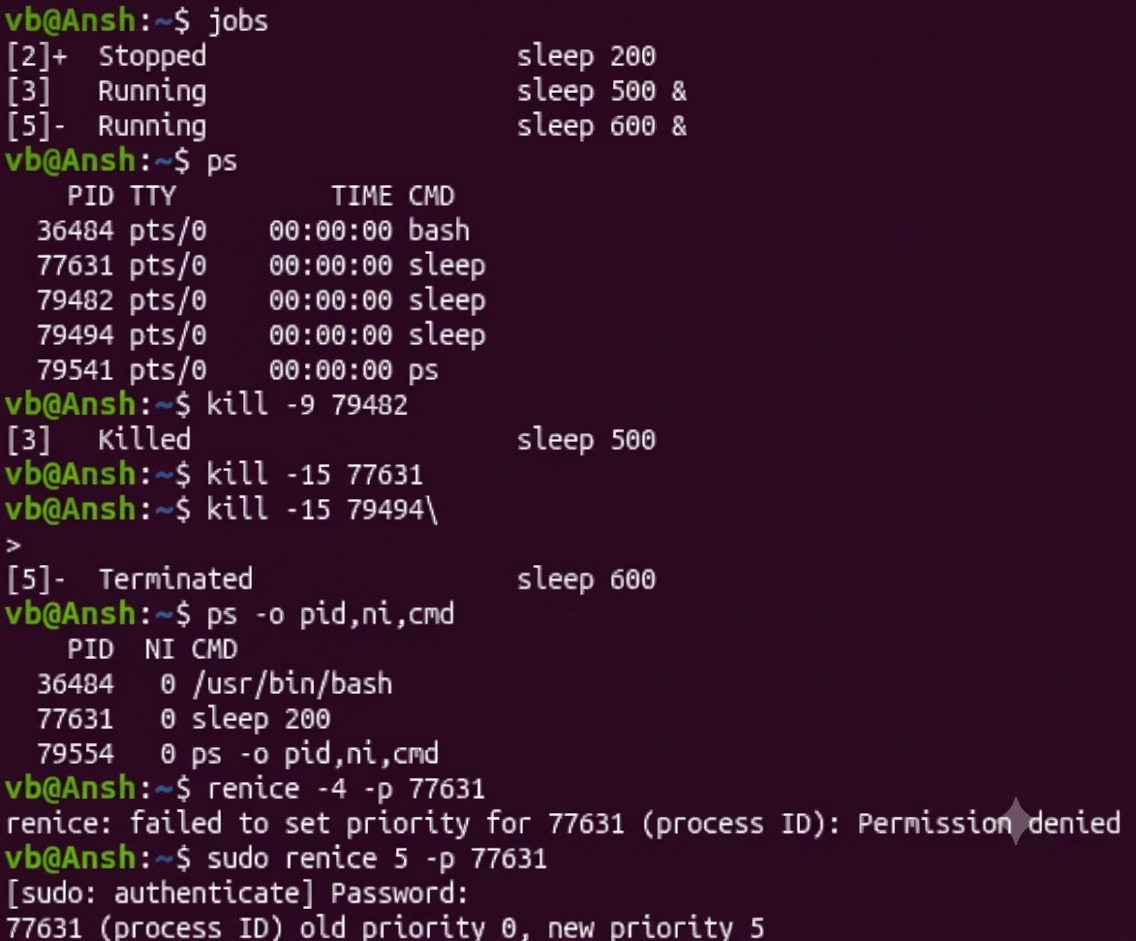 vb@Ansh:~$ jobs
[2]+  Stopped                    sleep 200
[3]   Running                    sleep 500 &
[5]-  Running                    sleep 600 &
vb@Ansh:~$ ps
    PID TTY          TIME CMD
  36484 pts/0    00:00:00 bash
  77631 pts/0    00:00:00 sleep
  79482 pts/0    00:00:00 sleep
  79494 pts/0    00:00:00 sleep
  79541 pts/0    00:00:00 ps
vb@Ansh:~$ kill -9 79482
[3]   Killed                     sleep 500
vb@Ansh:~$ kill -15 77631
vb@Ansh:~$ kill -15 79494\
>
[5]-  Terminated                 sleep 600
vb@Ansh:~$ ps -o pid,ni,cmd
    PID  NI CMD
  36484   0 /usr/bin/bash
  77631   0 sleep 200
  79554   0 ps -o pid,ni,cmd
vb@Ansh:~$ renice -4 -p 77631
renice: failed to set priority for 77631 (process ID): Permission denied
vb@Ansh:~$ sudo renice 5 -p 77631
[sudo: authenticate] Password:
77631 (process ID) old priority 0, new priority 5